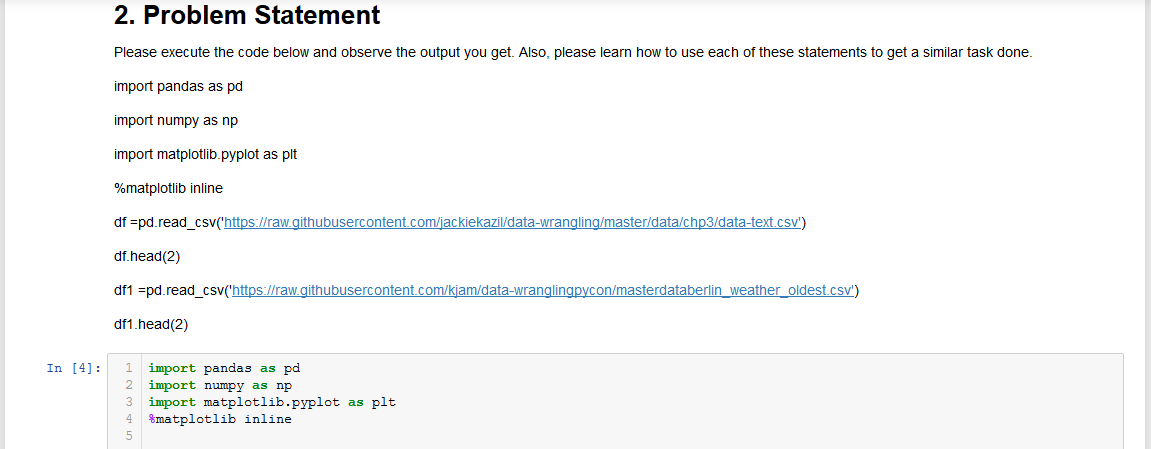 2. Problem Statement
Please execute the code below and observe the output you get. Also, please learn how to use each of these statements to get a similar task done.
import pandas as pd
import numpy as np
import matplotlib.pyplot as plt
%matplotlib inline
df =pd.read_csv('https://raw.githubusercontent.com/jackiekazil/data-wrangling/master/data/chp3/data-text.csv')
df.head(2)
df1 =pd.read_csv('https://raw.githubusercontent.com/kjam/data-wranglingpycon/masterdataberlin_weather_oldest.csv')
df1.head(2)
In [4]:
1 import pandas as pd
2 import numpy as np
3 import matplotlib.pyplot as plt
4 %matplotlib inline
5